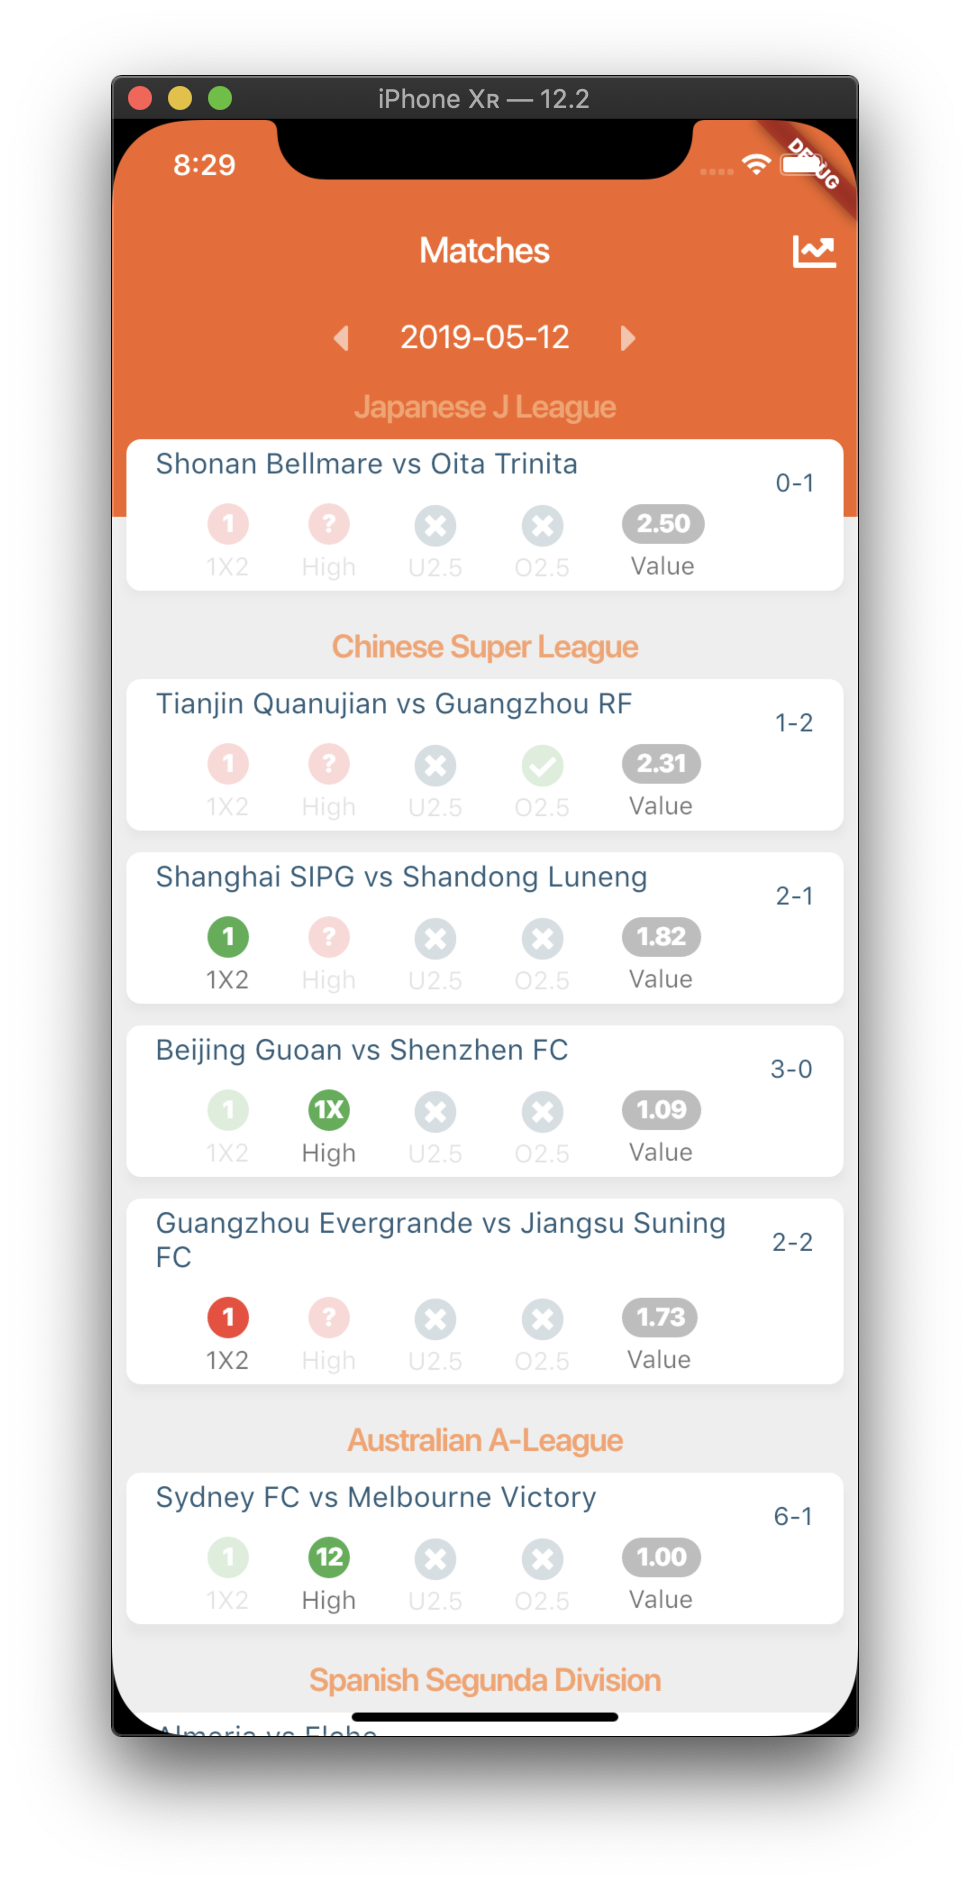 iPhone Xʀ — 12.2
8:29
DEBUG
Matches
2019-05-12
Japanese J League
Shonan Bellmare vs Oita Trinita
0-1
1 ? 2.50
1X2 High U2.5 O2.5 Value
Chinese Super League
Tianjin Quanujian vs Guangzhou RF
1-2
1 ? 2.31
1X2 High U2.5 O2.5 Value
Shanghai SIPG vs Shandong Luneng
2-1
1 ? 1.82
1X2 High U2.5 O2.5 Value
Beijing Guoan vs Shenzhen FC
3-0
1 1X 1.09
1X2 High U2.5 O2.5 Value
Guangzhou Evergrande vs Jiangsu Suning
FC
2-2
1 ? 1.73
1X2 High U2.5 O2.5 Value
Australian A-League
Sydney FC vs Melbourne Victory
6-1
1 12 1.00
1X2 High U2.5 O2.5 Value
Spanish Segunda Division
Almeria vs Elche